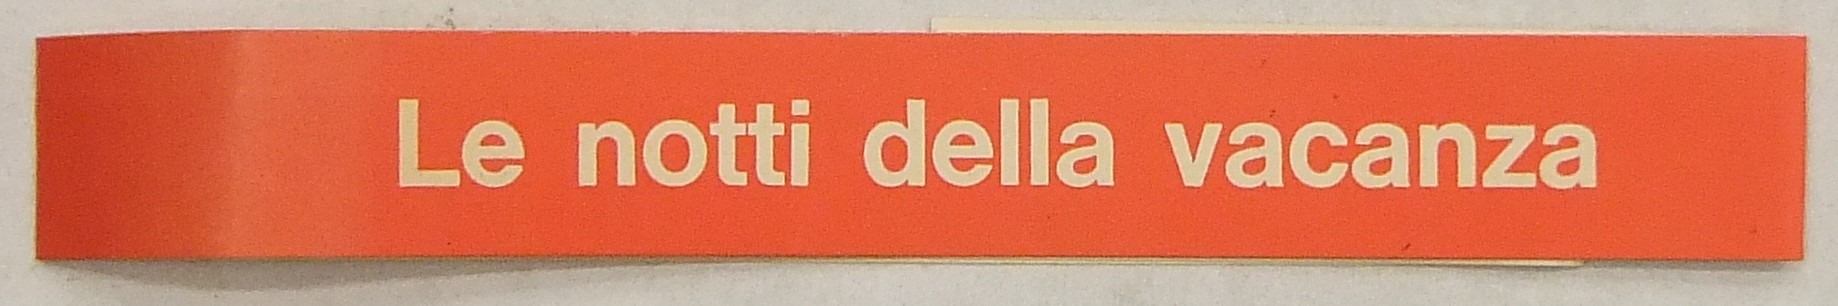 Le notti della vacanza